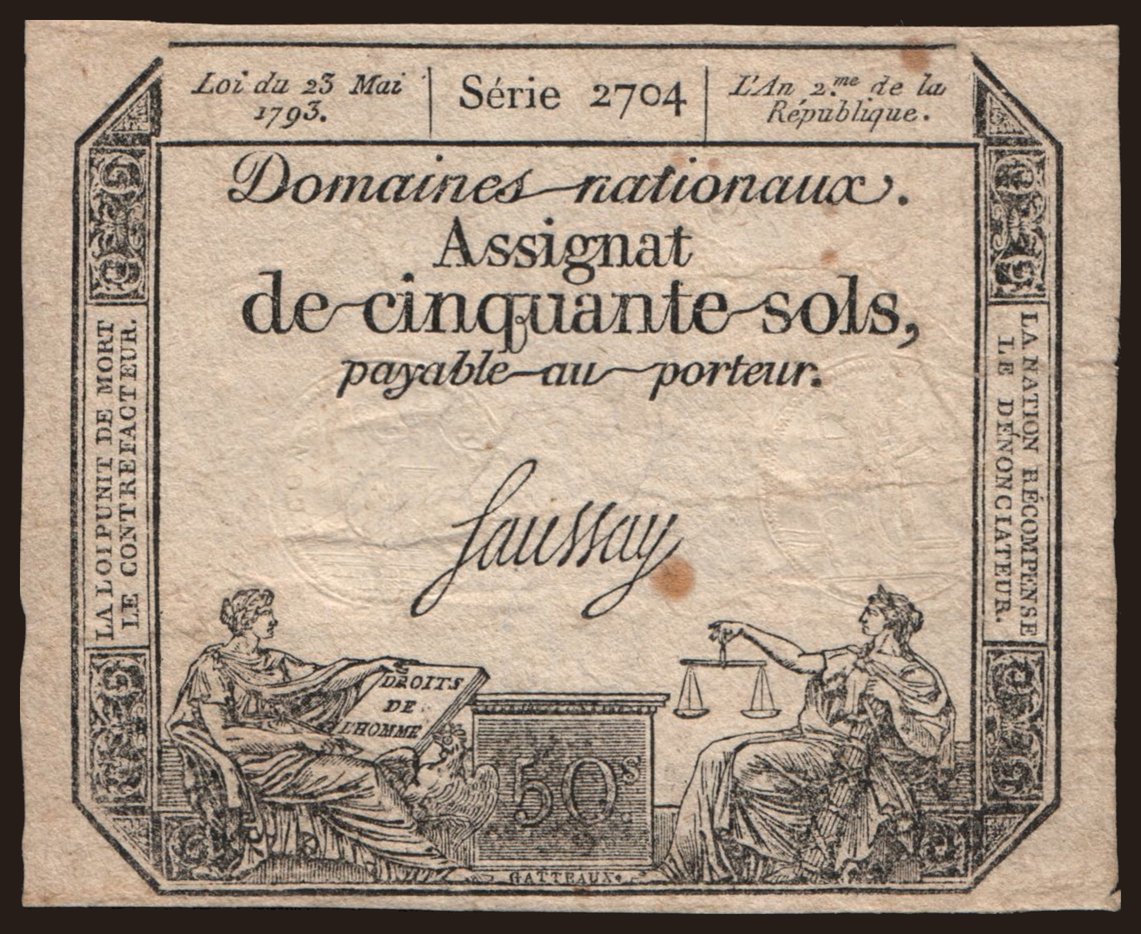 Loi du 23 Mai
1793.
Série 2704
L'An 2.me de la
République.
Domaines nationaux.
Assignat
de cinquante sols,
payable au porteur.
LA LOI PUNIT DE MORT
LE CONTREFACTEUR.
LA NATION RÉCOMPENSE
LE DÉNONCIATEUR.
Saussay
DROITS
DE
L'HOMME
50s.
GATTEAUX.